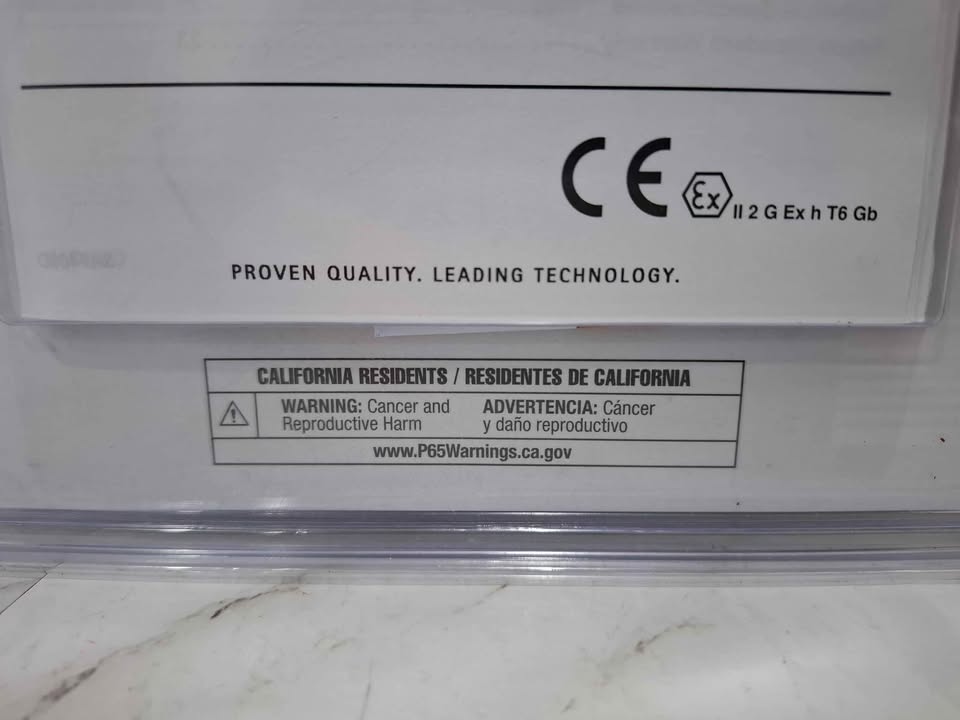 CE Ex II 2 G Ex h T6 Gb
PROVEN QUALITY. LEADING TECHNOLOGY.
CALIFORNIA RESIDENTS / RESIDENTES DE CALIFORNIA
WARNING: Cancer and
Reproductive Harm
ADVERTENCIA: Cáncer
y daño reproductivo
www.P65Warnings.ca.gov